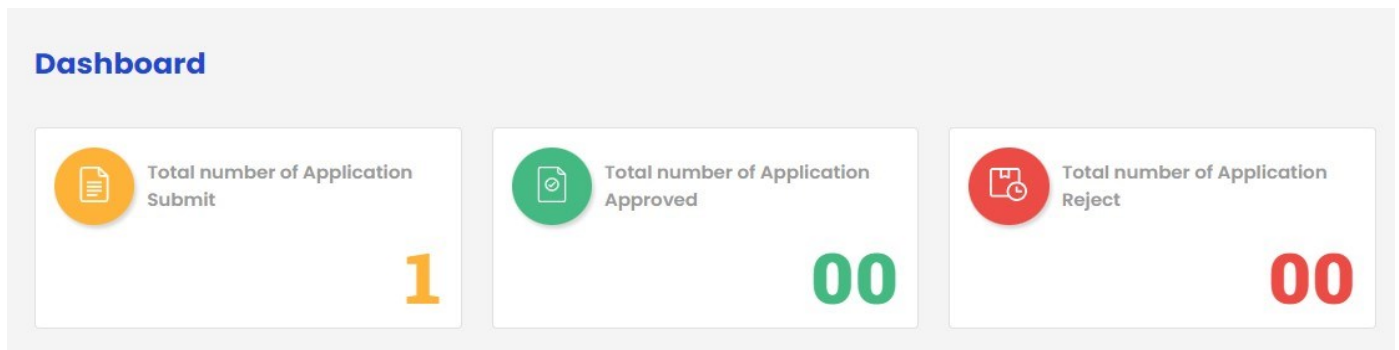 Dashboard
Total number of Application
Submit
1
Total number of Application
Approved
00
Total number of Application
Reject
00